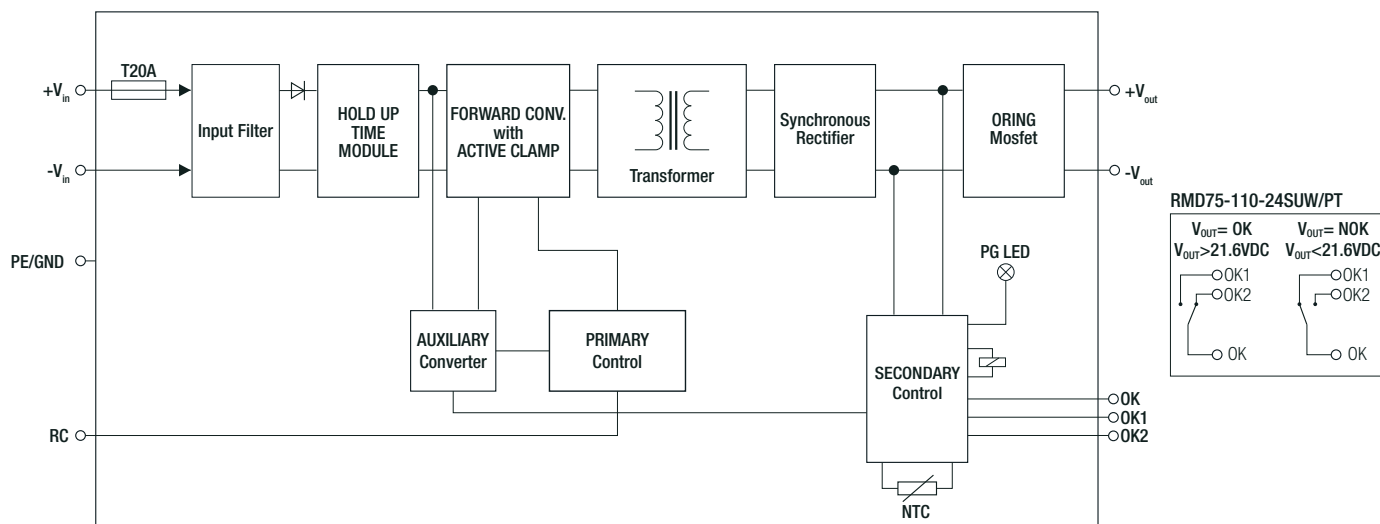 T20A
+Vin
-Vin
Input Filter
HOLD UP
TIME
MODULE
FORWARD CONV.
with
ACTIVE CLAMP
Transformer
Synchronous
Rectifier
ORING
Mosfet
+Vout
-Vout
RMD75-110-24SUW/PT
VOUT= OK
VOUT>21.6VDC
OK1
OK2
OK
VOUT= NOK
VOUT<21.6VDC
OK1
OK2
OK
PE/GND
PG LED
AUXILIARY
Converter
PRIMARY
Control
SECONDARY
Control
OK
OK1
OK2
RC
NTC